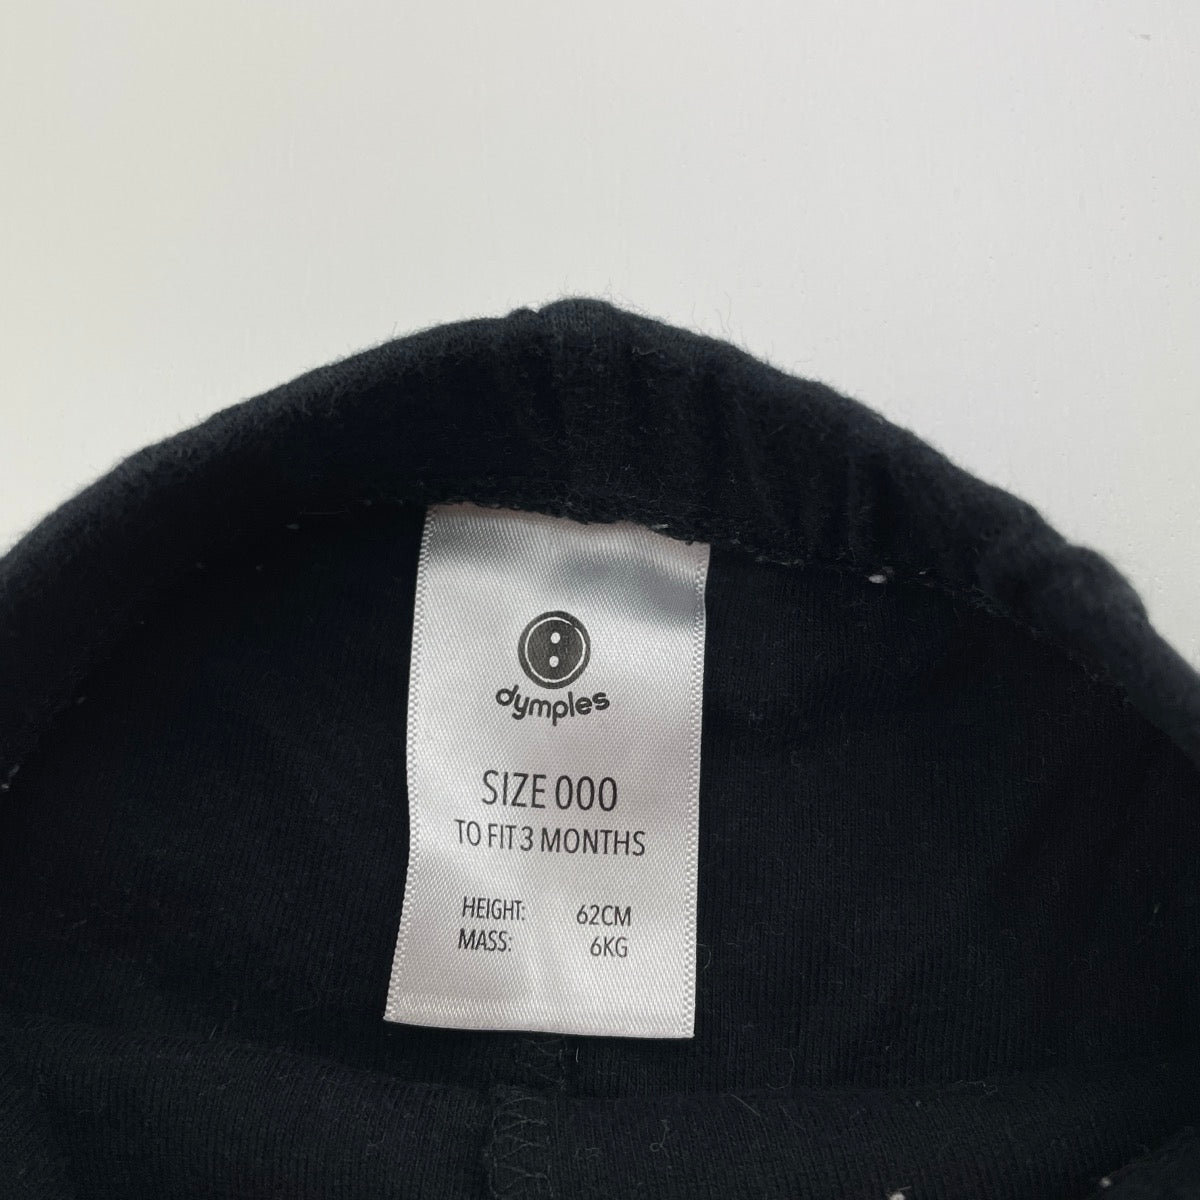 dymples
SIZE 000
TO FIT 3 MONTHS
HEIGHT: 62CM
MASS: 6KG